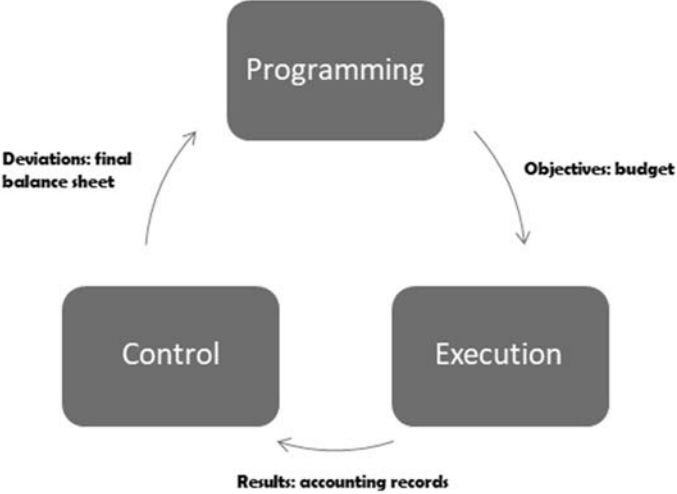 Programming
Deviations: final
balance sheet
Objectives: budget
Control
Execution
Results: accounting records